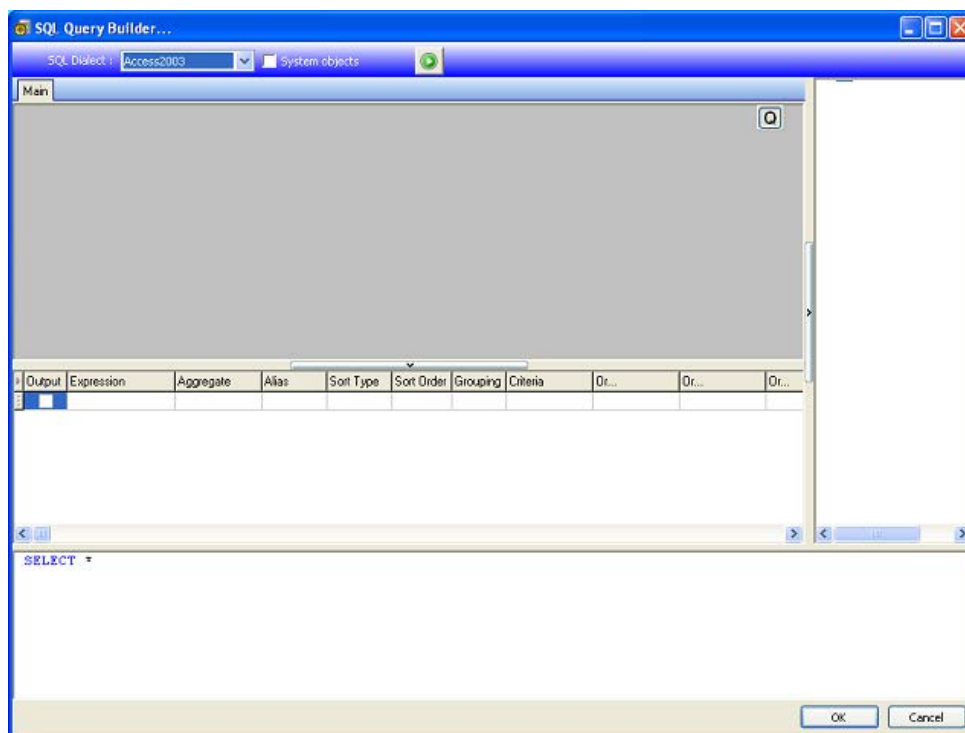 SQL Query Builder...
SQL Dialect : Access2003 System objects
Main
Q
Output Expression Aggregate Alias Sort Type Sort Order Grouping Criteria Or... Or... Or...
SELECT *
OK Cancel